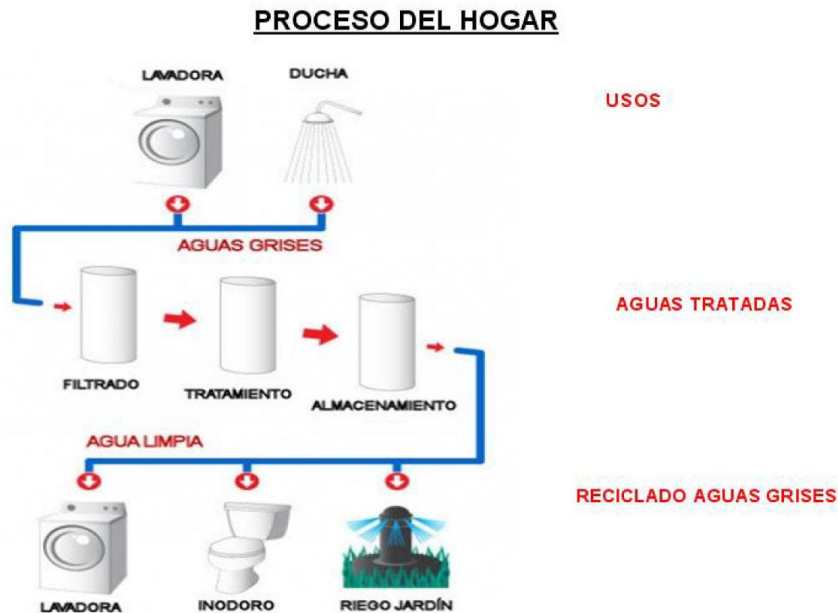 PROCESO DEL HOGAR
LAVADORA
DUCHA
USOS
AGUAS GRISES
AGUAS TRATADAS
FILTRADO
TRATAMIENTO
ALMACENAMIENTO
AGUA LIMPIA
RECICLADO AGUAS GRISES
LAVADORA
INODORO
RIEGO JARDÍN